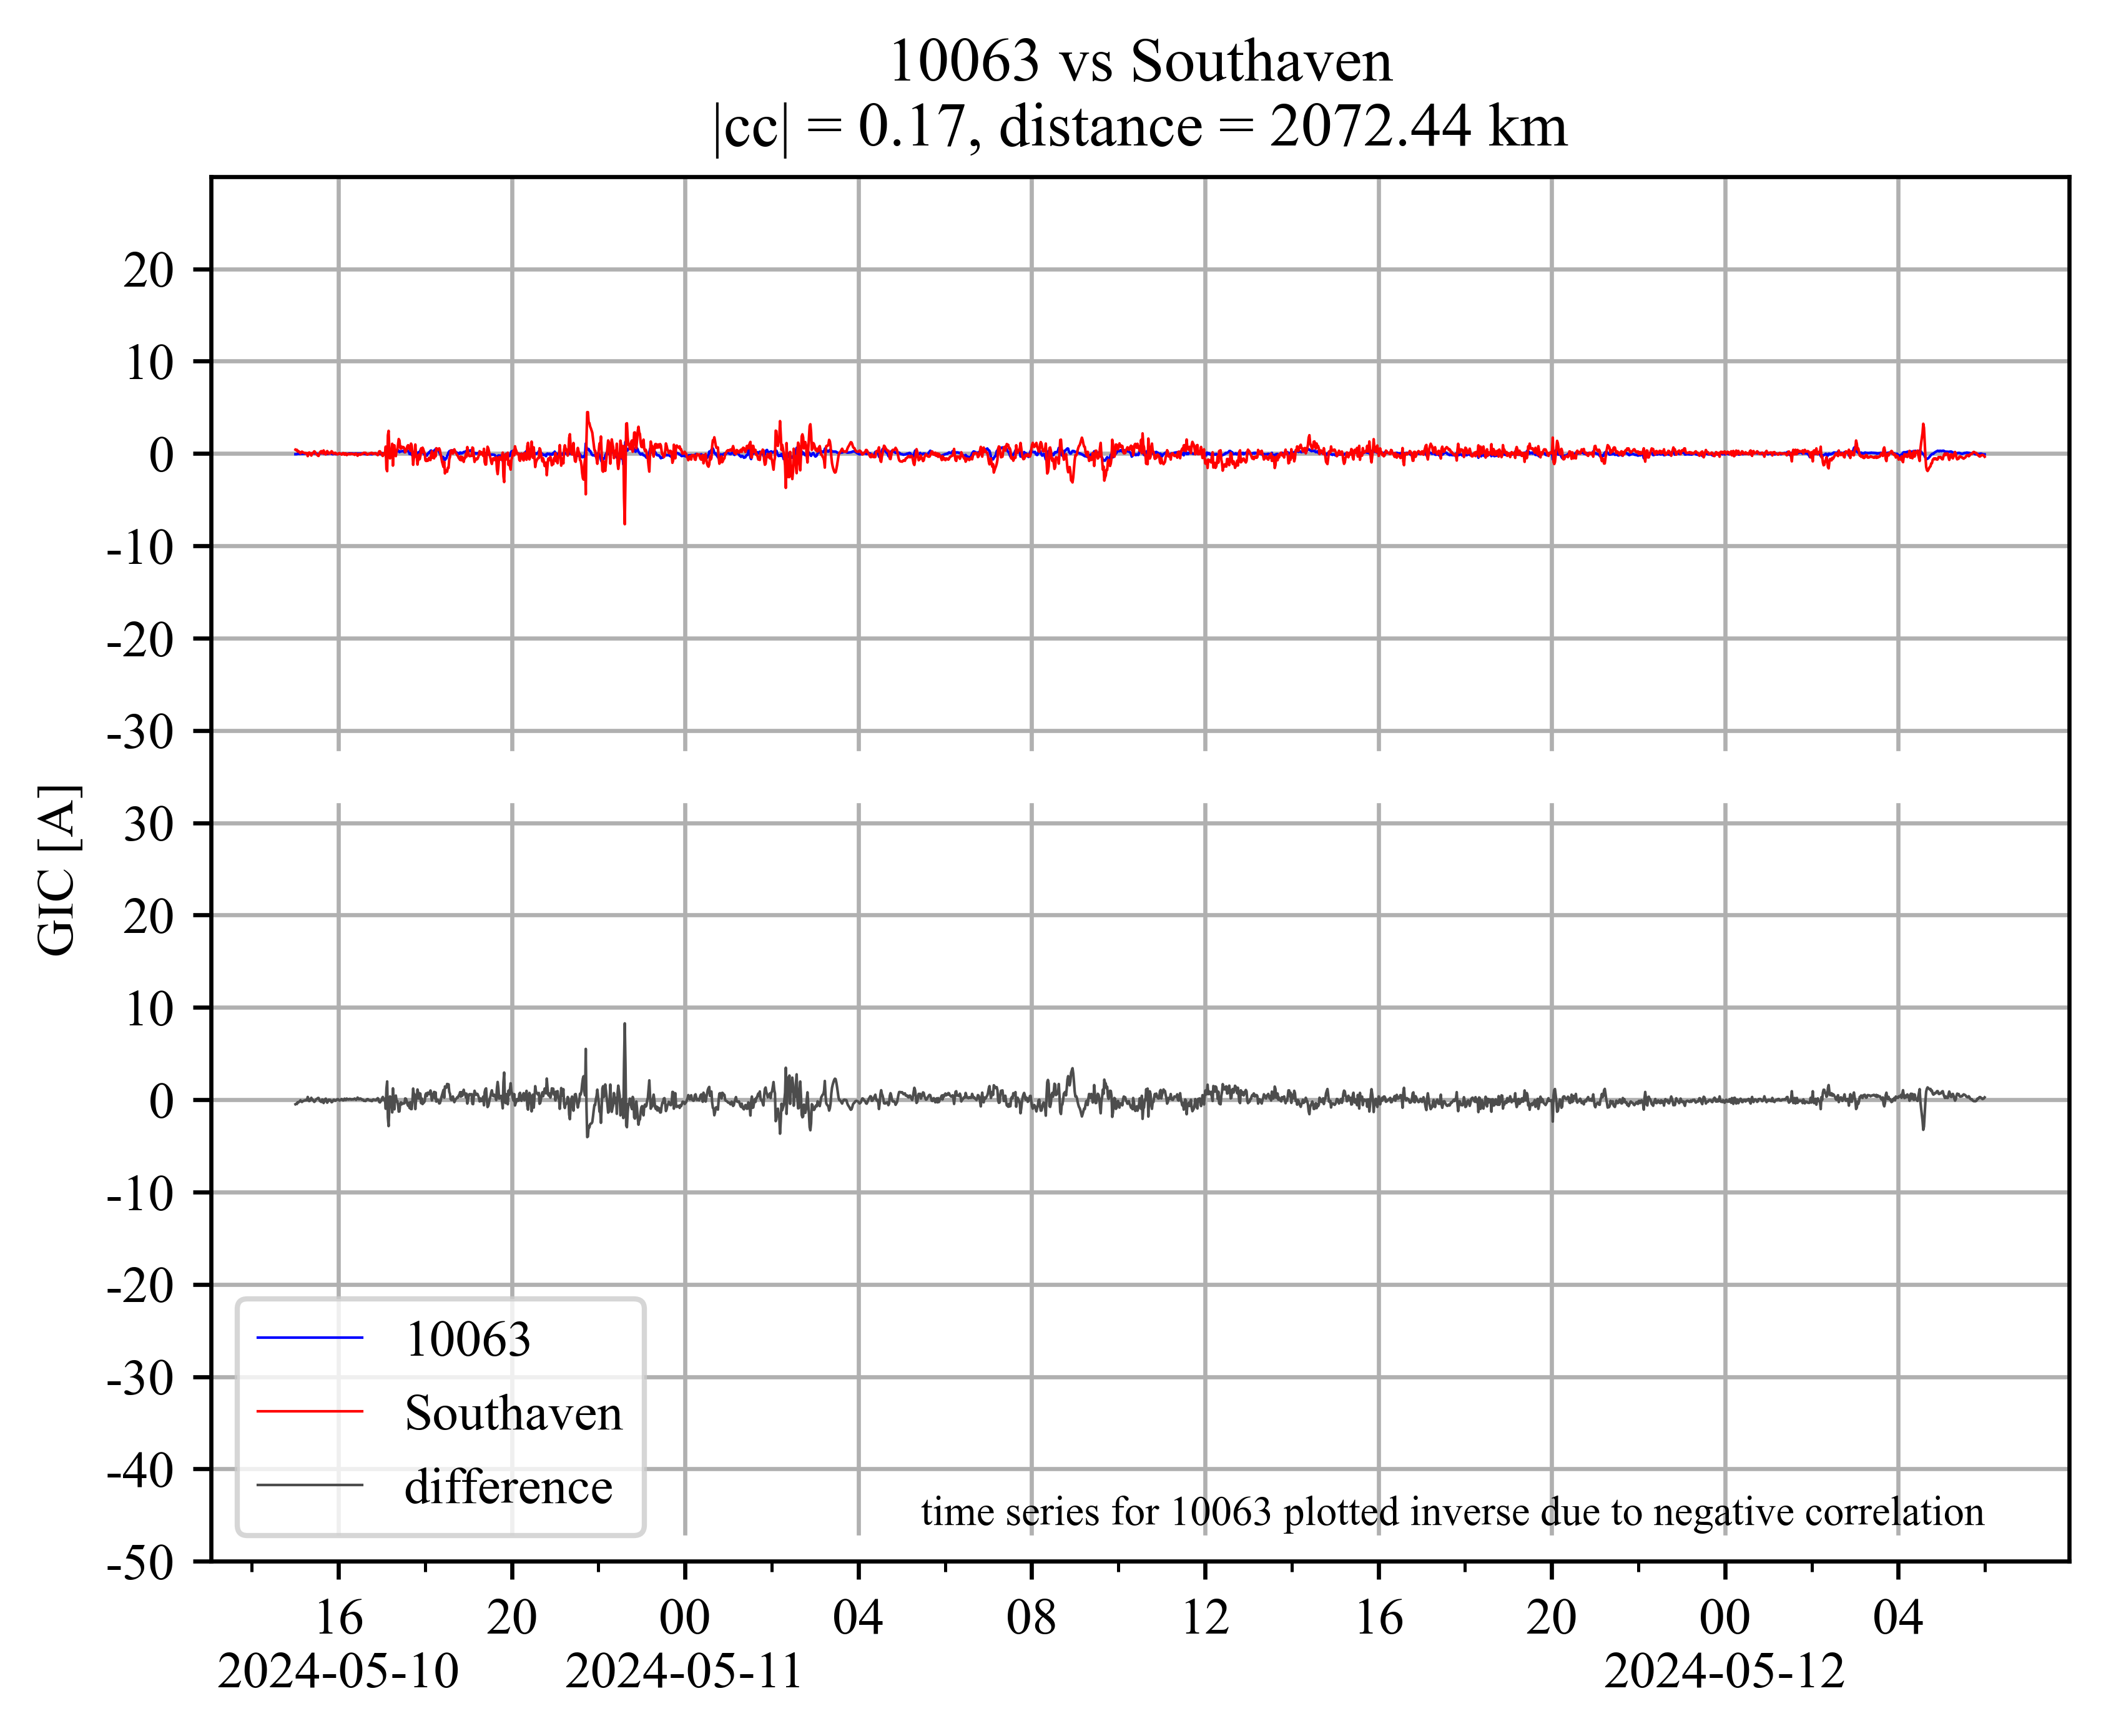 10063 vs Southaven
|cc| = 0.17, distance = 2072.44 km
20
10
0
-10
-20
-30
GIC [A]
30
20
10
0
-10
-20
-30
-40
-50
10063
Southaven
difference
time series for 10063 plotted inverse due to negative correlation
16 20 00 04 08 12 16 20 00 04
2024-05-10 2024-05-11 2024-05-12